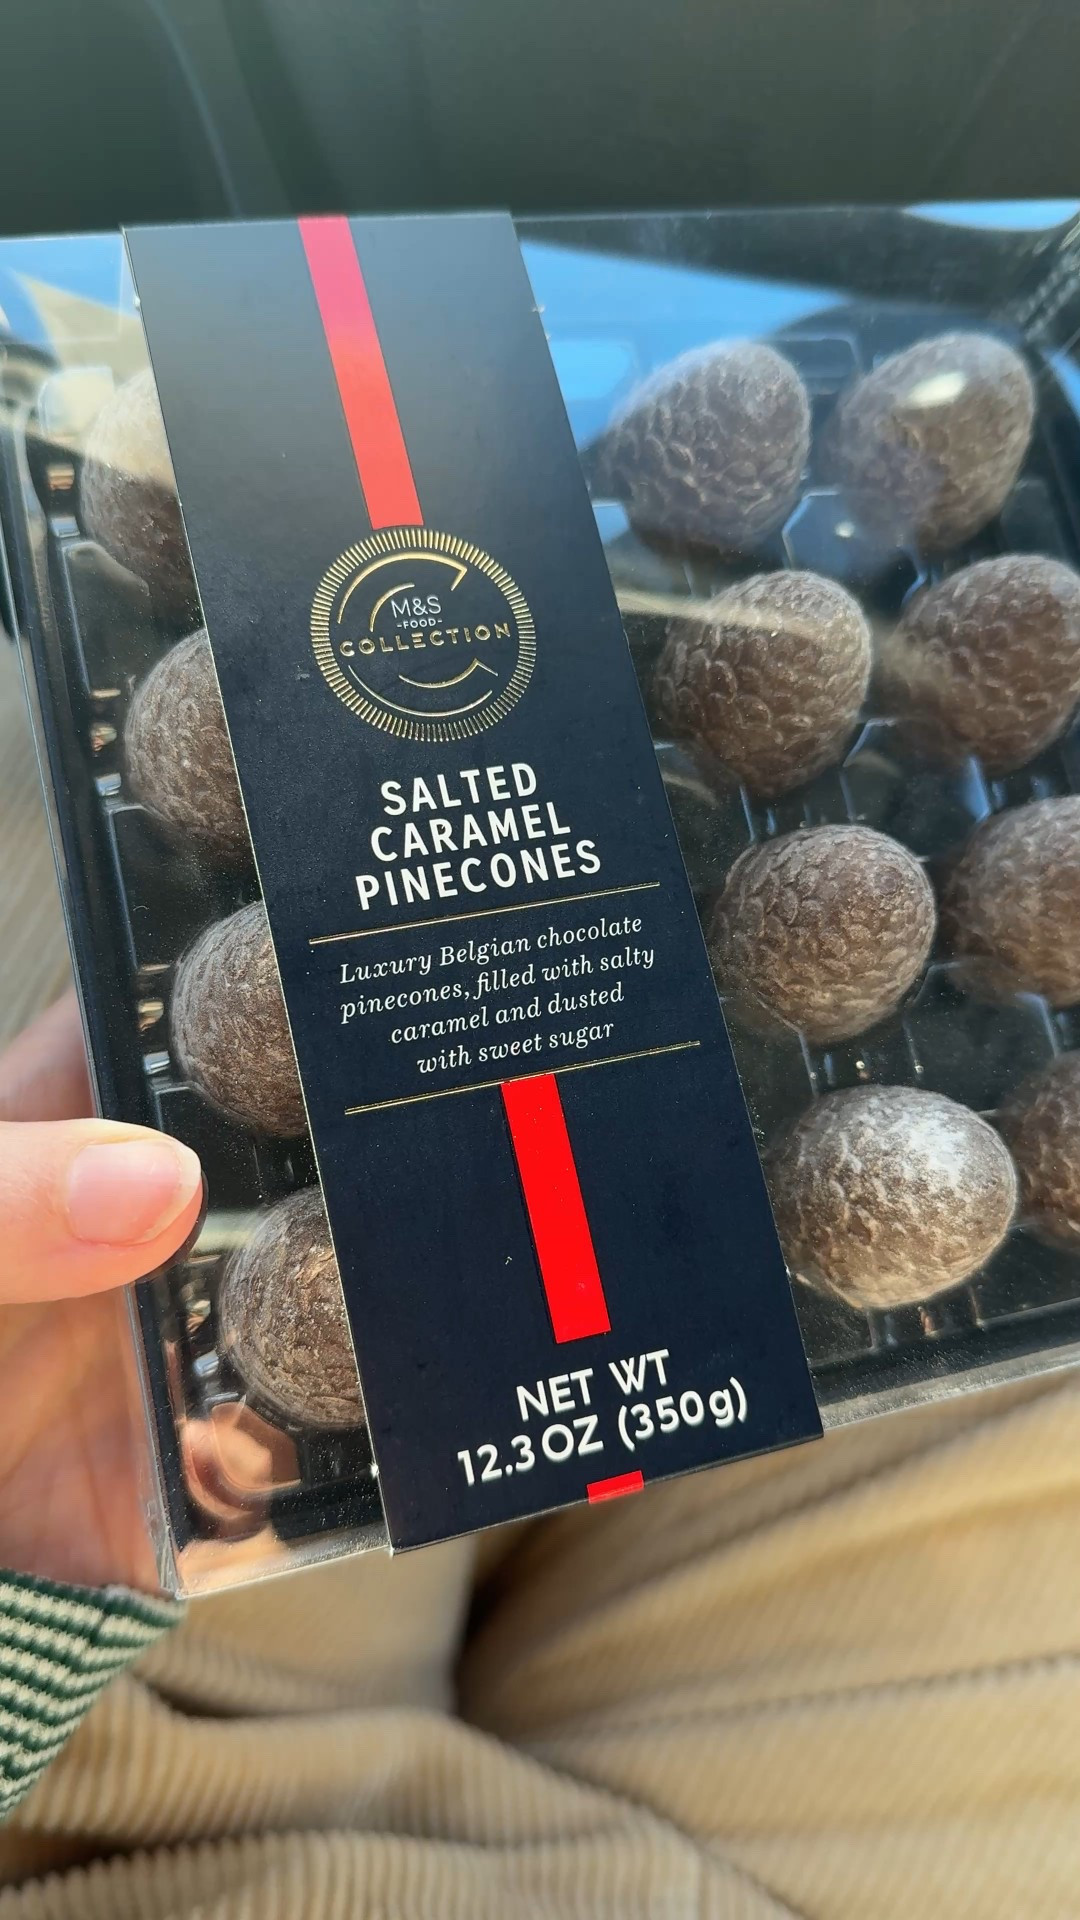 M&S
-FOOD-
COLLECTION
SALTED
CARAMEL
PINECONES
Luxury Belgian chocolate
pinecones, filled with salty
caramel and dusted
with sweet sugar
NET WT
12.3 OZ (350g)